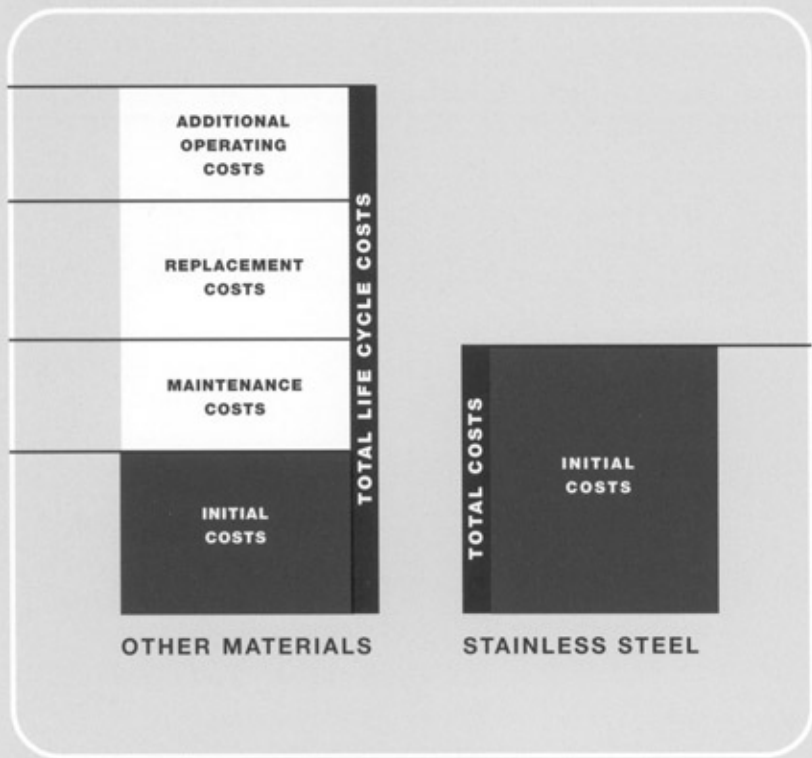 ADDITIONAL
OPERATING
COSTS
REPLACEMENT
COSTS
MAINTENANCE
COSTS
INITIAL
COSTS
TOTAL LIFE CYCLE COSTS
OTHER MATERIALS
TOTAL COSTS
INITIAL
COSTS
STAINLESS STEEL